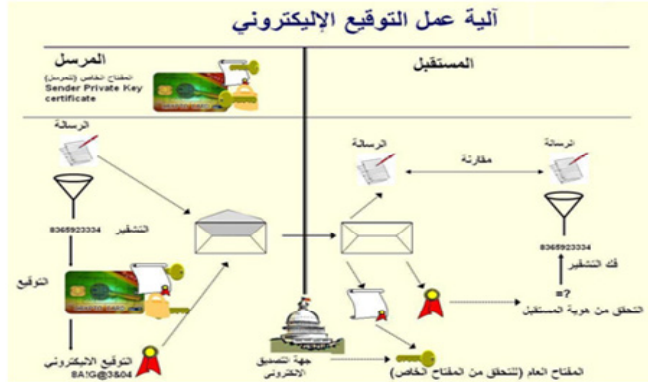 آلية عمل التوقيع الإليكتروني
المرسل
المفتاح الخاص (للمرسل)
Sender Private Key
certificate
المستقبل
الرسالة
8365923334
التشفير
التوقيع
التوقيع الاليكتروني
8A!G@3&04
الرسالة
مقارنة
الرسالة
8365923334
فك التشفير
=?
التحقق من هوية المستقبل
جهة التصديق
الالكتروني
المفتاح العام (للتحقق من المفتاح الخاص)